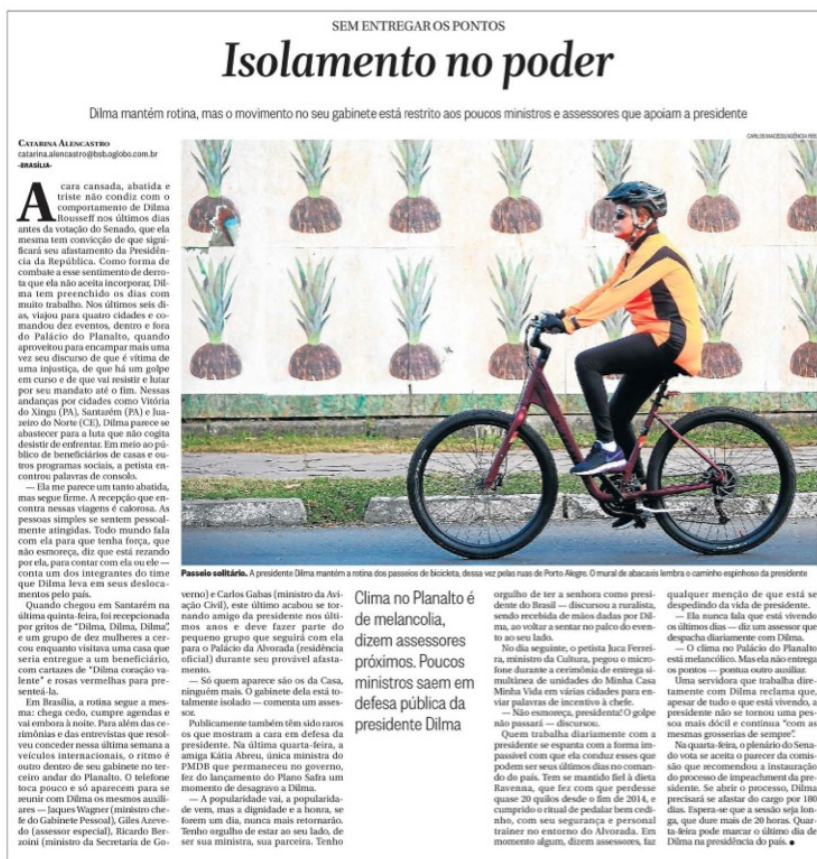 SEM ENTREGAR OS PONTOS
Isolamento no poder
Dilma mantém rotina, mas o movimento no seu gabinete está restrito aos poucos ministros e assessores que apoiam a presidente
CATARINA ALENCASTRO
catarina.alencastro@bsb.oglobo.com.br
-BRASÍLIA-
A cara cansada, abatida e
triste não condiz com o
comportamento de Dilma
Rousseff nos últimos dias
antes da votação do Senado, que ela
mesma tem convicção de que signi-
ficará seu afastamento da Presidên-
cia da República. Como forma de
combate a esse sentimento de derro-
ta que ela não aceita incorporar, Dil-
ma tem preenchido os dias com
muito trabalho. Nos últimos seis di-
as, viajou para quatro cidades e co-
mandou dez eventos, dentro e fora
do Palácio do Planalto, quando
aproveitou para encampar mais uma
vez seu discurso de que é vítima de
uma injustiça, de que há um golpe
em curso e de que vai resistir e lutar
por seu mandato até o fim. Nessas
andanças por cidades como Vitória
do Xingu (PA), Santarém (PA) e Jua-
zeiro do Norte (CE), Dilma parece se
abastecer para a luta que não cogita
desistir de enfrentar. Em meio ao pú-
blico de beneficiários de casas e ou-
tros programas sociais, a petista en-
controu palavras de consolo.
— Ela me parece um tanto abatida,
mas segue firme. A recepção que en-
contra nessas viagens é calorosa. As
pessoas simples se sentem pessoal-
mente atingidas. Todo mundo fala
com ela para que tenha força, que
não esmoreça, diz que está rezando
por ela, para contar com ela ou ele —
conta um dos integrantes do time
que Dilma leva em seus desloca-
mentos pelo país.
Quando chegou em Santarém na
última quinta-feira, foi recepcionada
por gritos de “Dilma, Dilma, Dilma”,
e um grupo de dez mulheres a cer-
cou enquanto visitava uma casa que
seria entregue a um beneficiário,
com cartazes de “Dilma coração va-
lente” e rosas vermelhas para pre-
senteá-la.
Em Brasília, a rotina segue a mes-
ma: chega cedo, cumpre agendas e
vai embora à noite. Para além das ce-
rimônias e das entrevistas que resol-
veu conceder nessa última semana a
veículos internacionais, o ritmo é
outro dentro de seu gabinete no ter-
ceiro andar do Planalto. O telefone
toca pouco e só aparecem para se
reunir com Dilma os mesmos auxili-
ares — Jaques Wagner (ministro che-
fe do Gabinete Pessoal), Giles Azeve-
do (assessor especial), Ricardo Ber-
zoini (ministro da Secretaria de Go-
Passeio solitário. A presidente Dilma mantém a rotina dos passeios de bicicleta, dessa vez pelas ruas de Porto Alegre. O mural de abacaxis lembra o caminho espinhoso da presidente
verno) e Carlos Gabas (ministro da Avi-
ação Civil), este último acabou se tor-
nando amigo da presidente nos últi-
mos anos e deve fazer parte do
pequeno grupo que seguirá com ela
para o Palácio da Alvorada (residência
oficial) durante seu provável afasta-
mento.
— Só quem aparece são os da Casa,
ninguém mais. O gabinete dela está to-
talmente isolado — comenta um asses-
sor.
Publicamente também têm sido raros
os que mostram a cara em defesa da
presidente. Na última quarta-feira, a
amiga Kátia Abreu, única ministra do
PMDB que permaneceu no governo,
fez do lançamento do Plano Safra um
momento de desagravo a Dilma.
— A popularidade vai, a popularida-
de vem, mas a dignidade e a honra, se
forem um dia, nunca mais retornarão.
Tenho orgulho de estar ao seu lado, de
ser sua ministra, sua parceira. Tenho
Clima no Planalto é
de melancolia,
dizem assessores
próximos. Poucos
ministros saem em
defesa pública da
presidente Dilma
orgulho de ter a senhora como presi-
dente do Brasil — discursou a ruralista,
sendo recebida de mãos dadas por Dil-
ma, ao voltar a sentar no palco do even-
to ao seu lado.
No dia seguinte, o petista Juca Ferrei-
ra, ministro da Cultura, pegou o micro-
fone durante a cerimônia de entrega si-
multânea de unidades do Minha Casa
Minha Vida em várias cidades para en-
viar palavras de incentivo à chefe.
— Não esmoreça, presidenta! O golpe
não passará — discursou.
Quem trabalha diariamente com a
presidente se espanta com a forma im-
passível com que ela conduz esses que
podem ser seus últimos dias no coman-
do do país. Tem se mantido fiel à dieta
Ravenna, que fez com que perdesse
quase 20 quilos desde o fim de 2014, e
cumprido o ritual de pedalar bem cedi-
nho, com seu segurança e personal
trainer no entorno do Alvorada. Em
momento algum, dizem assessores, faz
qualquer menção de que está se
despedindo da vida de presidente.
— Ela nunca fala que está vivendo
os últimos dias — diz um assessor que
despacha diariamente com Dilma.
— O clima no Palácio do Planalto
está melancólico. Mas ela não entrega
os pontos — pontua outro auxiliar.
Uma servidora que trabalha dire-
tamente com Dilma reclama que,
apesar de tudo o que está vivendo, a
presidente não se tornou uma pes-
soa mais dócil e continua “com as
mesmas grosserias de sempre”.
Na quarta-feira, o plenário do Sena-
do vota se aceita o parecer da comis-
são que recomendou a instauração
do processo de impeachment da pre-
sidente. Se abrir o processo, Dilma
precisará se afastar do cargo por 180
dias. Espera-se que a sessão seja lon-
ga, que dure mais de 20 horas. Quar-
ta-feira pode marcar o último dia de
Dilma na presidência do país.